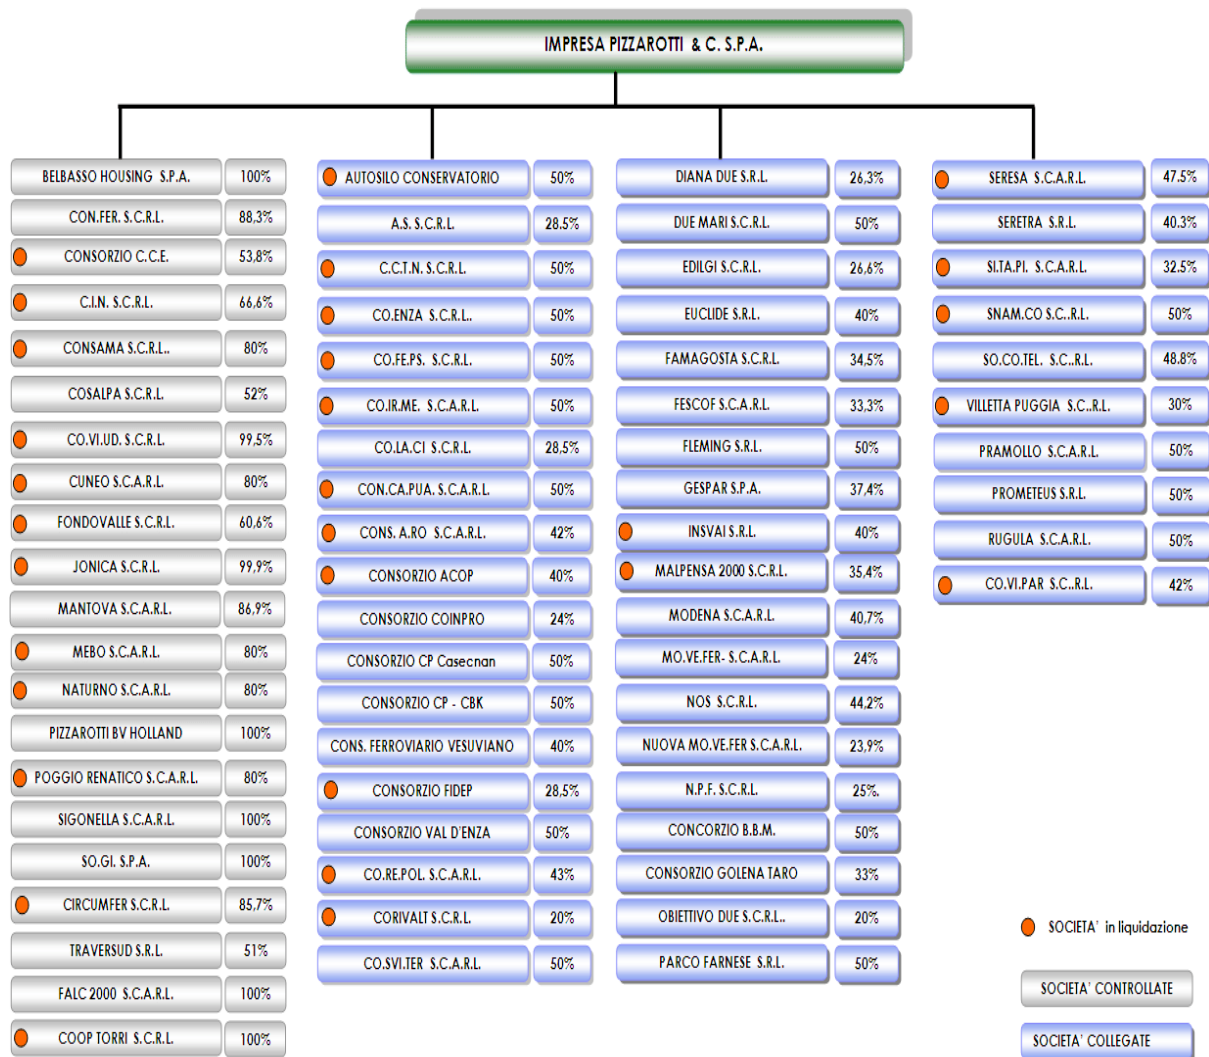 IMPRESA PIZZAROTTI & C. S.P.A.
BELBASSO HOUSING S.P.A. 100%
CON.FER. S.C.R.L. 88,3%
CONSORZIO C.C.E. 53,8%
C.I.N. S.C.R.L. 66,6%
CONSAMA S.C.R.L.. 80%
COSALPA S.C.R.L. 52%
CO.VI.UD. S.C.R.L. 99,5%
CUNEO S.C.A.R.L. 80%
FONDOVALLE S.C.R.L. 60,6%
JONICA S.C.R.L. 99,9%
MANTOVA S.C.A.R.L. 86,9%
MEBO S.C.A.R.L. 80%
NATURNO S.C.A.R.L. 80%
PIZZAROTTI BV HOLLAND 100%
POGGIO RENATICO S.C.A.R.L. 80%
SIGONELLA S.C.A.R.L. 100%
SO.GI. S.P.A. 100%
CIRCUMFER S.C.R.L. 85,7%
TRAVERSUD S.R.L. 51%
FALC 2000 S.C.A.R.L. 100%
COOP TORRI S.C.R.L. 100%
AUTOSILO CONSERVATORIO 50%
A.S. S.C.R.L. 28.5%
C.C.T.N. S.C.R.L. 50%
CO.ENZA S.C.R.L.. 50%
CO.FE.PS. S.C.R.L. 50%
CO.IR.ME. S.C.A.R.L. 50%
CO.LA.CI S.C.R.L. 28,5%
CON.CA.PUA. S.C.A.R.L. 50%
CONS. A.RO S.C.A.R.L. 42%
CONSORZIO ACOP 40%
CONSORZIO COINPRO 24%
CONSORZIO CP Casecnan 50%
CONSORZIO CP - CBK 50%
CONS. FERROVIARIO VESUVIANO 40%
CONSORZIO FIDEP 28,5%
CONSORZIO VAL D'ENZA 50%
CO.RE.POL. S.C.A.R.L. 43%
CORIVALT S.C.R.L. 20%
CO.SVI.TER S.C.A.R.L. 50%
DIANA DUE S.R.L. 26,3%
DUE MARI S.C.R.L. 50%
EDILGI S.C.R.L. 26,6%
EUCLIDE S.R.L. 40%
FAMAGOSTA S.C.R.L. 34,5%
FESCOF S.C.A.R.L. 33,3%
FLEMING S.R.L. 50%
GESPAR S.P.A. 37,4%
INSVAI S.R.L. 40%
MALPENSA 2000 S.C.R.L. 35,4%
MODENA S.C.A.R.L. 40,7%
MO.VE.FER- S.C.A.R.L. 24%
NOS S.C.R.L. 44,2%
NUOVA MO.VE.FER S.C.A.R.L. 23,9%
N.P.F. S.C.R.L. 25%.
CONCORZIO B.B.M. 50%
CONSORZIO GOLENA TARO 33%
OBIETTIVO DUE S.C.R.L.. 20%
PARCO FARNESE S.R.L. 50%
SERESA S.C.A.R.L. 47.5%
SERETRA S.R.L. 40.3%
SI.TA.PI. S.C.A.R.L. 32.5%
SNAM.CO S.C..R.L. 50%
SO.CO.TEL. S.C..R.L. 48.8%
VILLETTA PUGGIA S.C..R.L. 30%
PRAMOLLO S.C.A.R.L. 50%
PROMETEUS S.R.L. 50%
RUGULA S.C.A.R.L. 50%
CO.VI.PAR S.C..R.L. 42%
SOCIETA' in liquidazione
SOCIETA' CONTROLLATE
SOCIETA' COLLEGATE